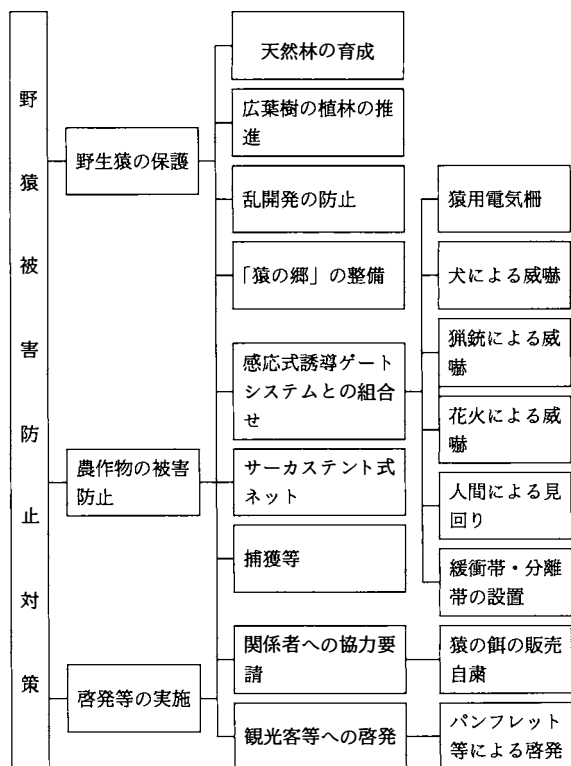 野猿被害防止対策
野生猿の保護
天然林の育成
広葉樹の植林の推
進
乱開発の防止
「猿の郷」の整備
農作物の被害
防止
感応式誘導ゲート
システムとの組合
せ
猿用電気柵
犬による威嚇
猟銃による威
嚇
花火による威
嚇
人間による見
回り
緩衝帯・分離
帯の設置
サーカステント式
ネット
捕獲等
啓発等の実施
関係者への協力要
請
猿の餌の販売
自粛
観光客等への啓発
パンフレット
等による啓発